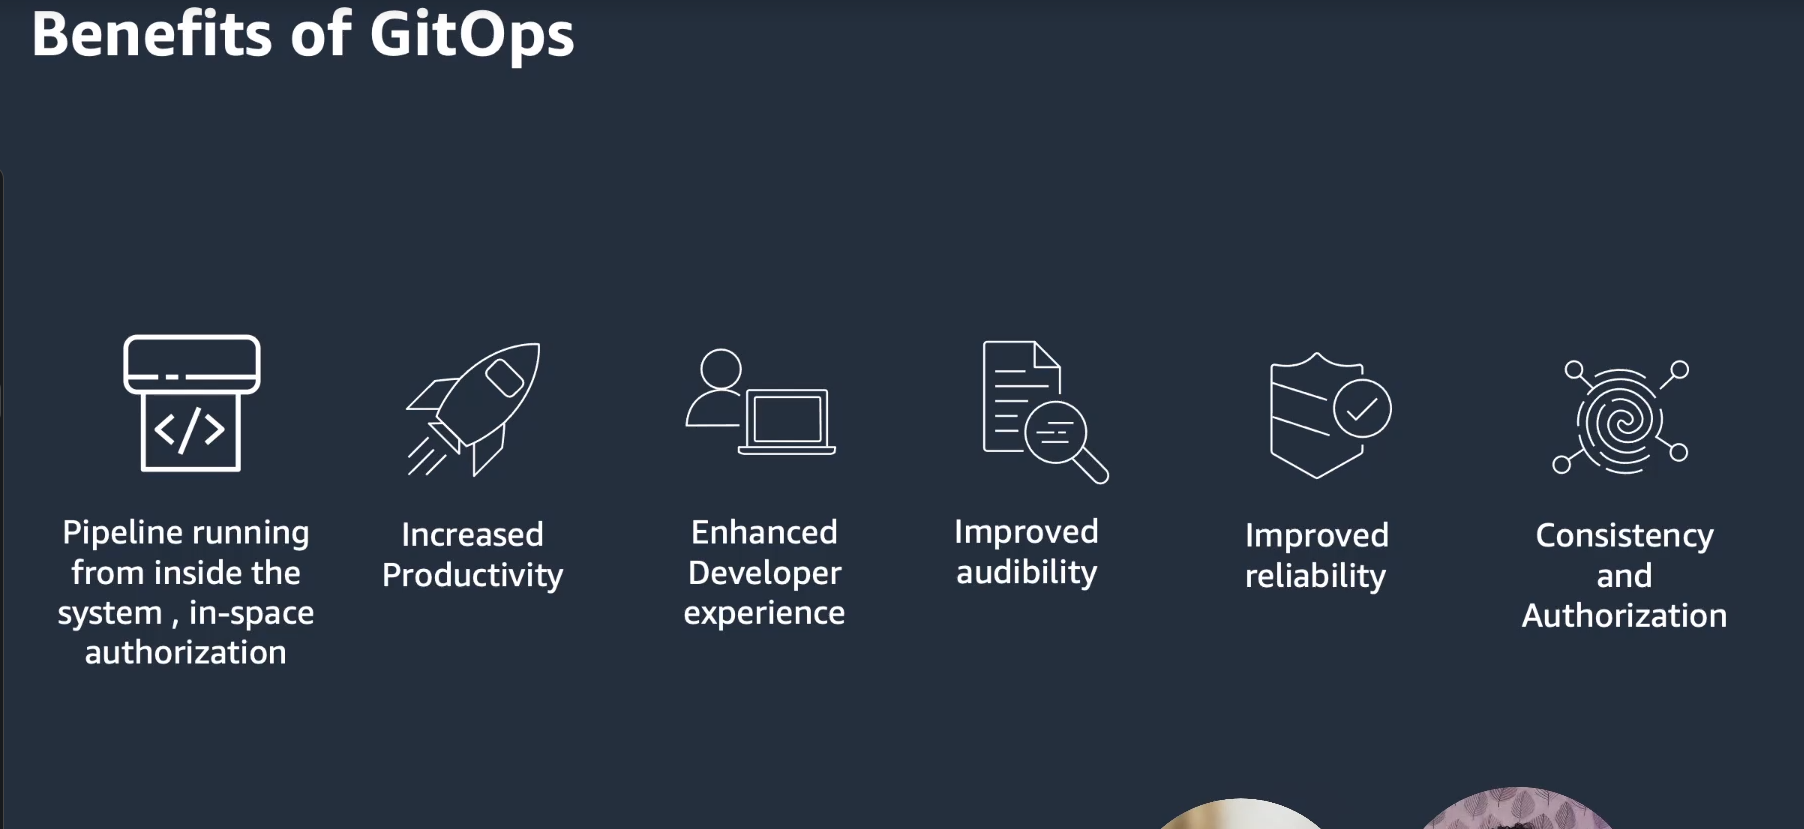 Benefits of GitOps
</>
Pipeline running
from inside the
system , in-space
authorization
Increased
Productivity
Enhanced
Developer
experience
Improved
audibility
Improved
reliability
Consistency
and
Authorization